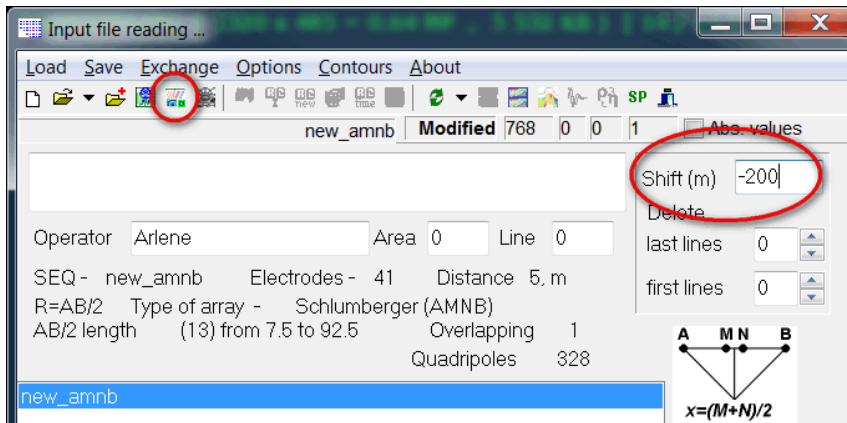 Input file reading ...
Load Save Exchange Options Contours About
SP
new_amnb Modified 768 0 0 1 Abs. values
Shift (m) -200
Delete
Operator Arlene Area 0 Line 0 last lines 0
SEQ - new_amnb Electrodes - 41 Distance 5, m first lines 0
R=AB/2 Type of array - Schlumberger (AMNB)
AB/2 length (13) from 7.5 to 92.5 Overlapping 1
Quadripoles 328
A M N B
new_amnb
x=(M+N)/2